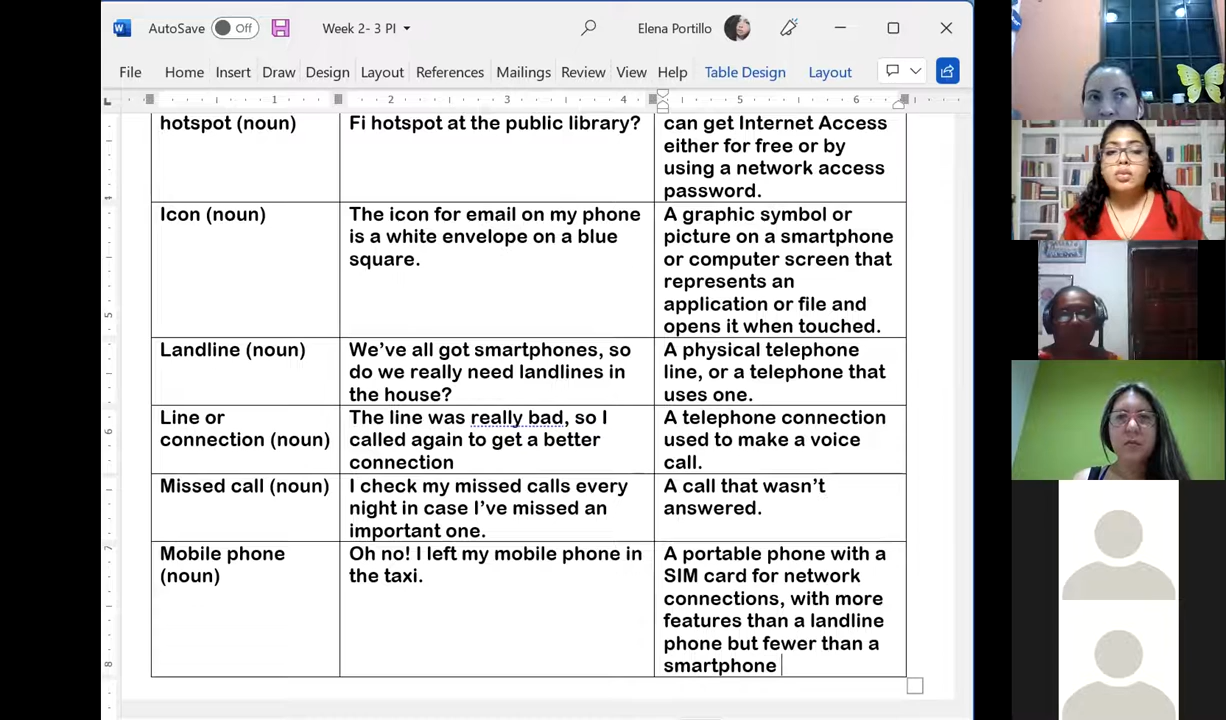 AutoSave Off Week 2- 3 PI Elena Portillo
File Home Insert Draw Design Layout References Mailings Review View Help Table Design Layout
1 2 3 4 5 6
hotspot (noun)
Fi hotspot at the public library?
can get Internet Access
either for free or by
using a network access
password.
Icon (noun)
The icon for email on my phone
is a white envelope on a blue
square.
A graphic symbol or
picture on a smartphone
or computer screen that
represents an
application or file and
opens it when touched.
Landline (noun)
We’ve all got smartphones, so
do we really need landlines in
the house?
A physical telephone
line, or a telephone that
uses one.
Line or
connection (noun)
The line was really bad, so I
called again to get a better
connection
A telephone connection
used to make a voice
call.
Missed call (noun)
I check my missed calls every
night in case I’ve missed an
important one.
A call that wasn’t
answered.
Mobile phone
(noun)
Oh no! I left my mobile phone in
the taxi.
A portable phone with a
SIM card for network
connections, with more
features than a landline
phone but fewer than a
smartphone